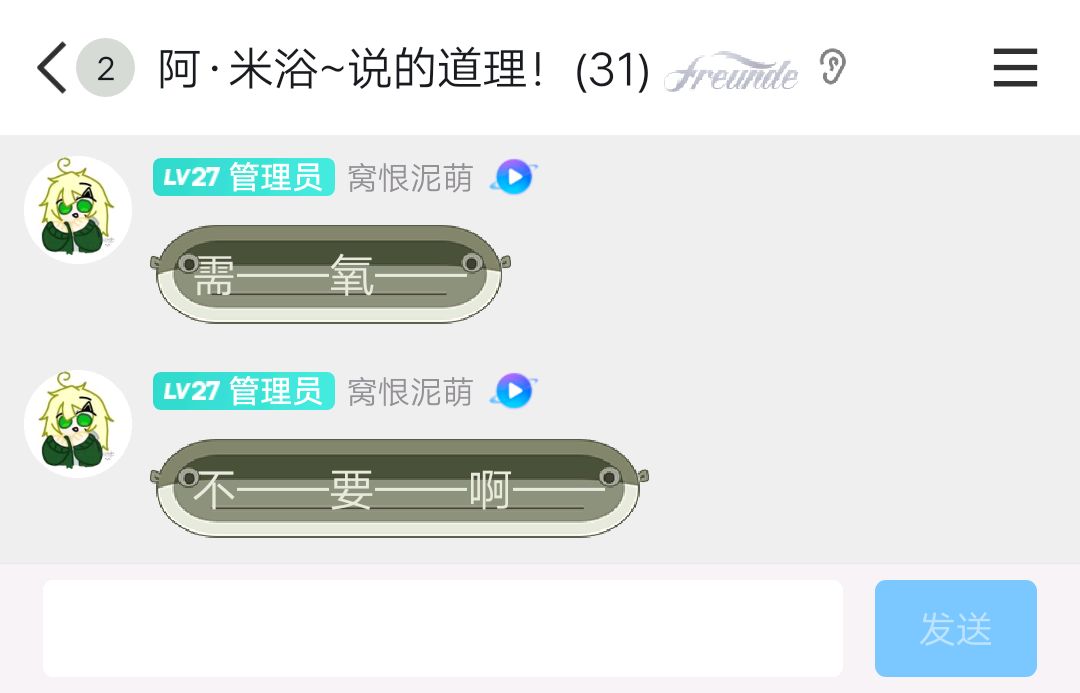 2 阿·米浴~说的道理！(31) Freunde
LV27 管理员 窝恨泥萌
需——氧——
LV27 管理员 窝恨泥萌
不——要——啊——
发送